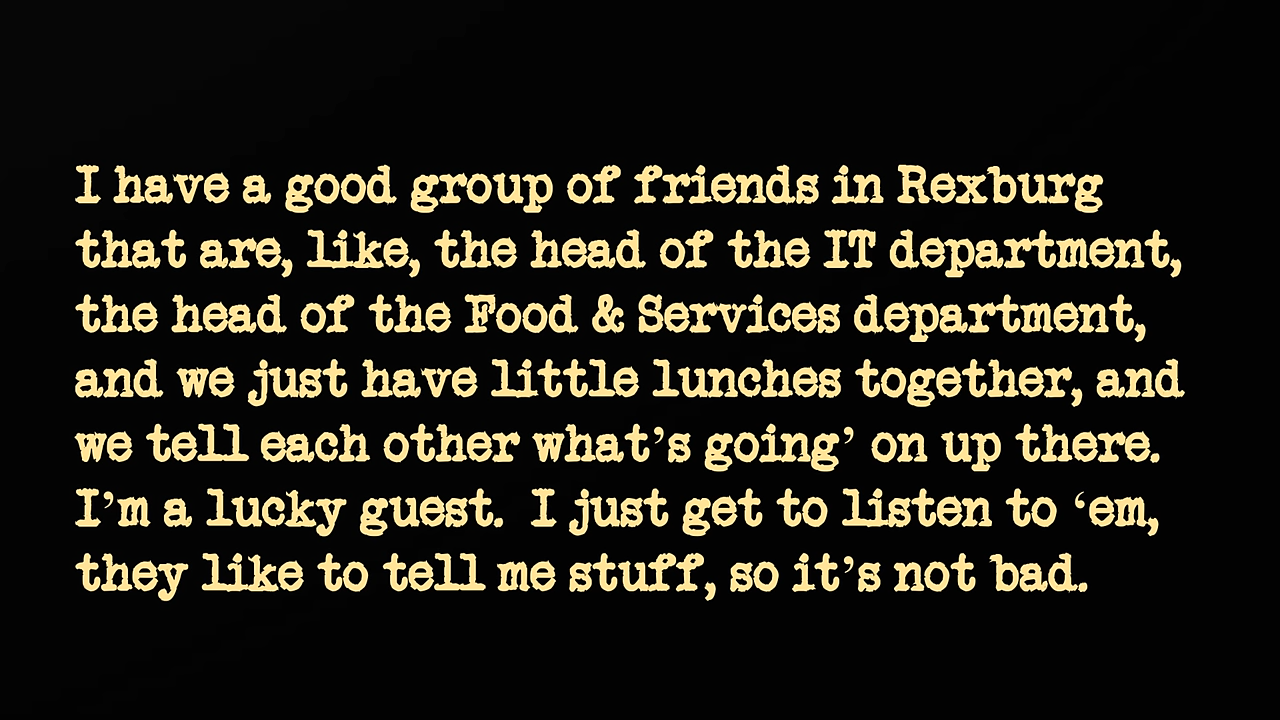 I have a good group of friends in Rexburg
that are, like, the head of the IT department,
the head of the Food & Services department,
and we just have little lunches together, and
we tell each other what’s going’ on up there.
I’m a lucky guest.  I just get to listen to ‘em,
they like to tell me stuff, so it’s not bad.